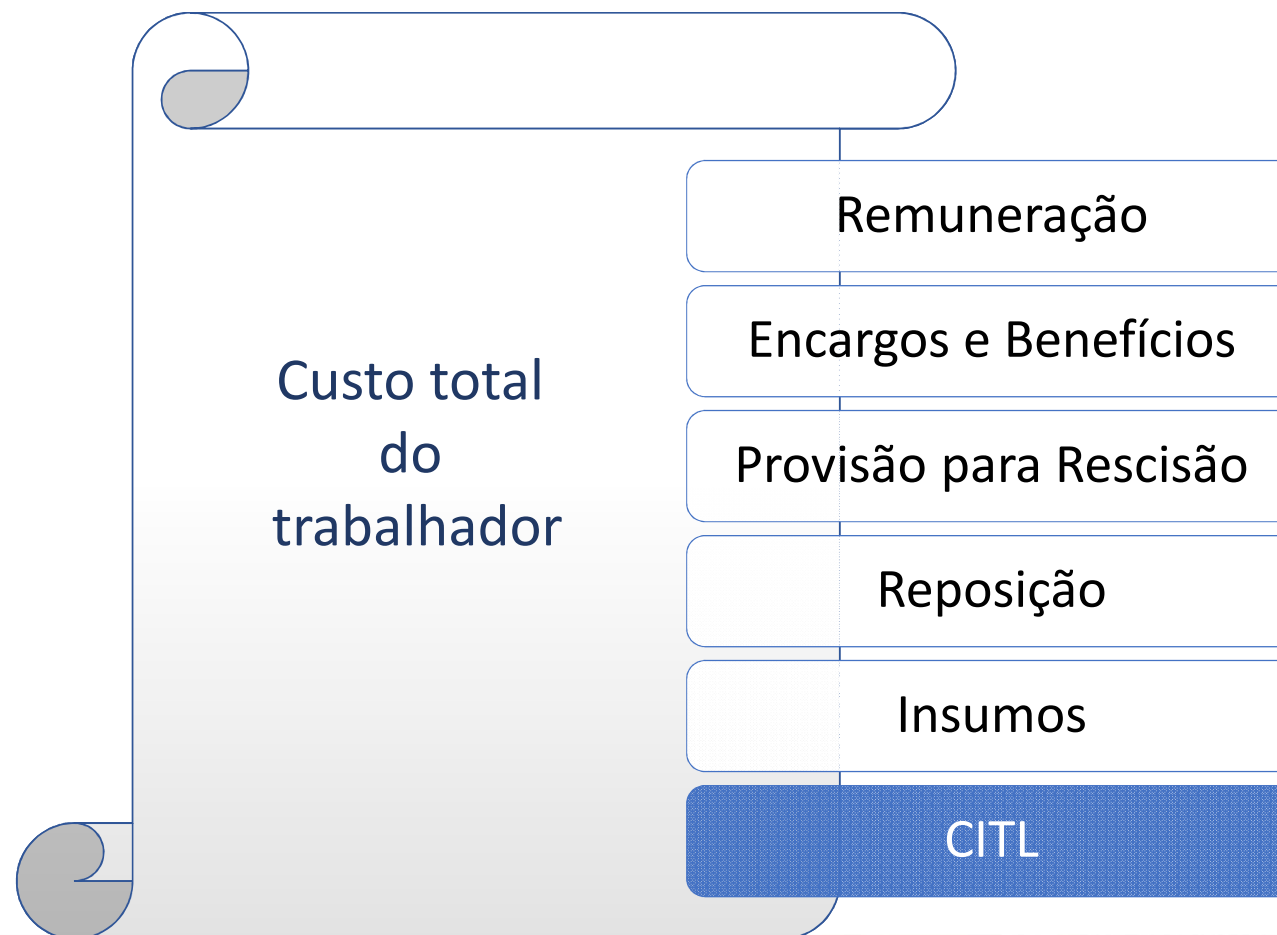 Custo total
do
trabalhador
Remuneração
Encargos e Benefícios
Provisão para Rescisão
Reposição
Insumos
CITL